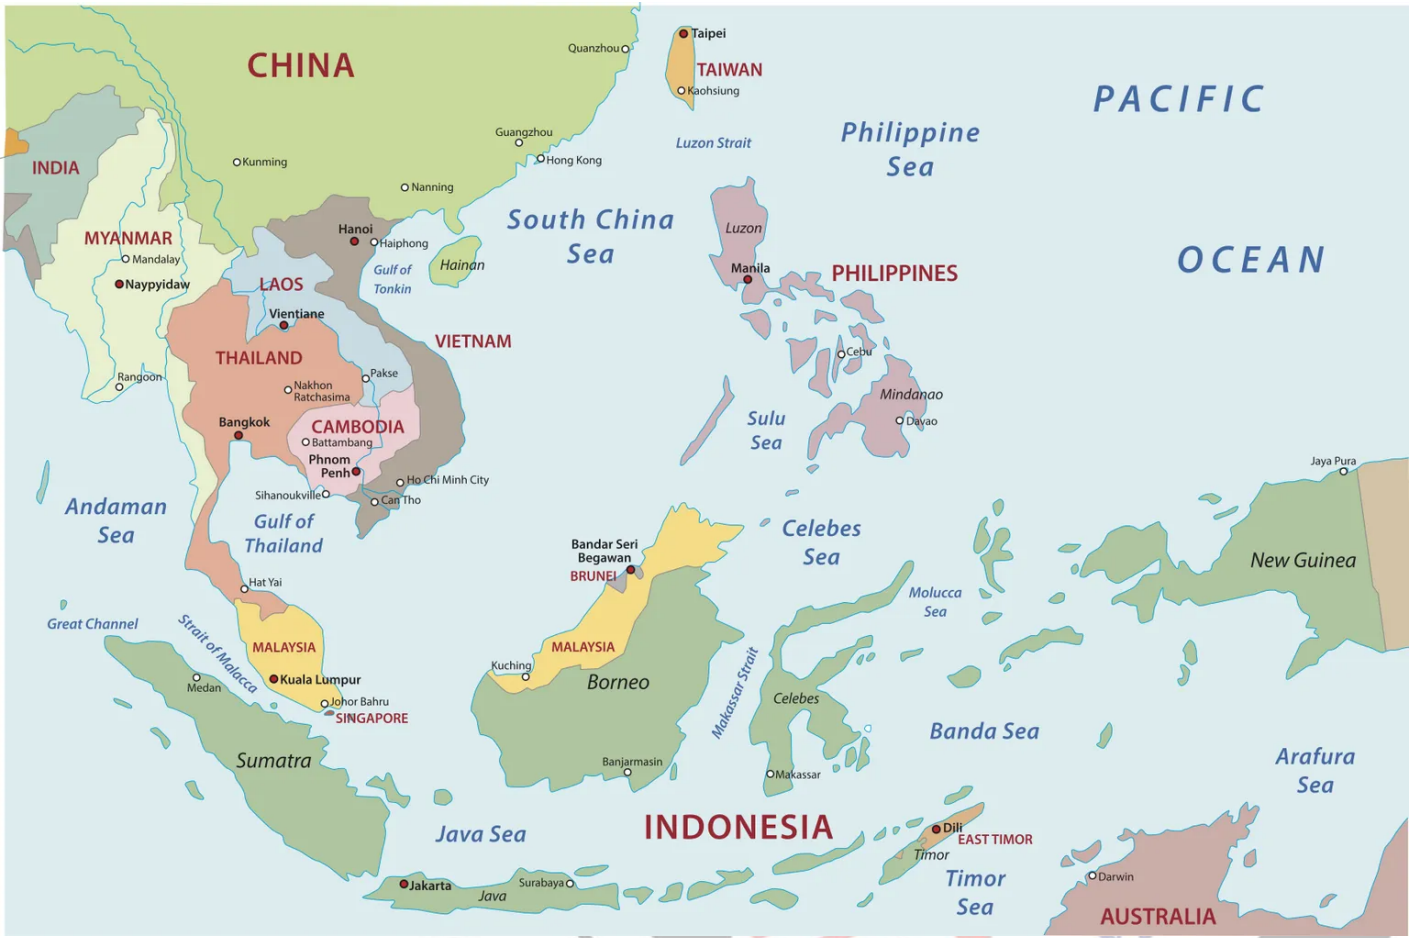 Taipei
Quanzhou
CHINA
TAIWAN
Kaohsiung
PACIFIC
Philippine
Sea
Guangzhou
Luzon Strait
Hong Kong
Kunming
INDIA
Nanning
South China
Sea
Luzon
Hanoi
Haiphong
MYANMAR
Mandalay
Naypyidaw
Hainan
Gulf of
Tonkin
LAOS
Manila
PHILIPPINES
OCEAN
Vientiane
VIETNAM
THAILAND
Cebu
Rangoon
Pakse
Nakhon
Ratchasima
Mindanao
Davao
Bangkok
CAMBODIA
Battambang
Sulu
Sea
Phnom
Penh
Ho Chi Minh City
Sihanoukville
Can Tho
Jaya Pura
Andaman
Sea
Gulf of
Thailand
Celebes
Sea
Bandar Seri
Begawan
BRUNEI
New Guinea
Hat Yai
Molucca
Sea
Great Channel
Strait of Malacca
MALAYSIA
MALAYSIA
Kuching
Borneo
Makassar Strait
Kuala Lumpur
Medan
Johor Bahru
SINGAPORE
Celebes
Banda Sea
Sumatra
Banjarmasin
Makassar
Arafura
Sea
Java Sea
INDONESIA
Dili
EAST TIMOR
Timor
Timor
Sea
Jakarta
Java
Surabaya
Darwin
AUSTRALIA